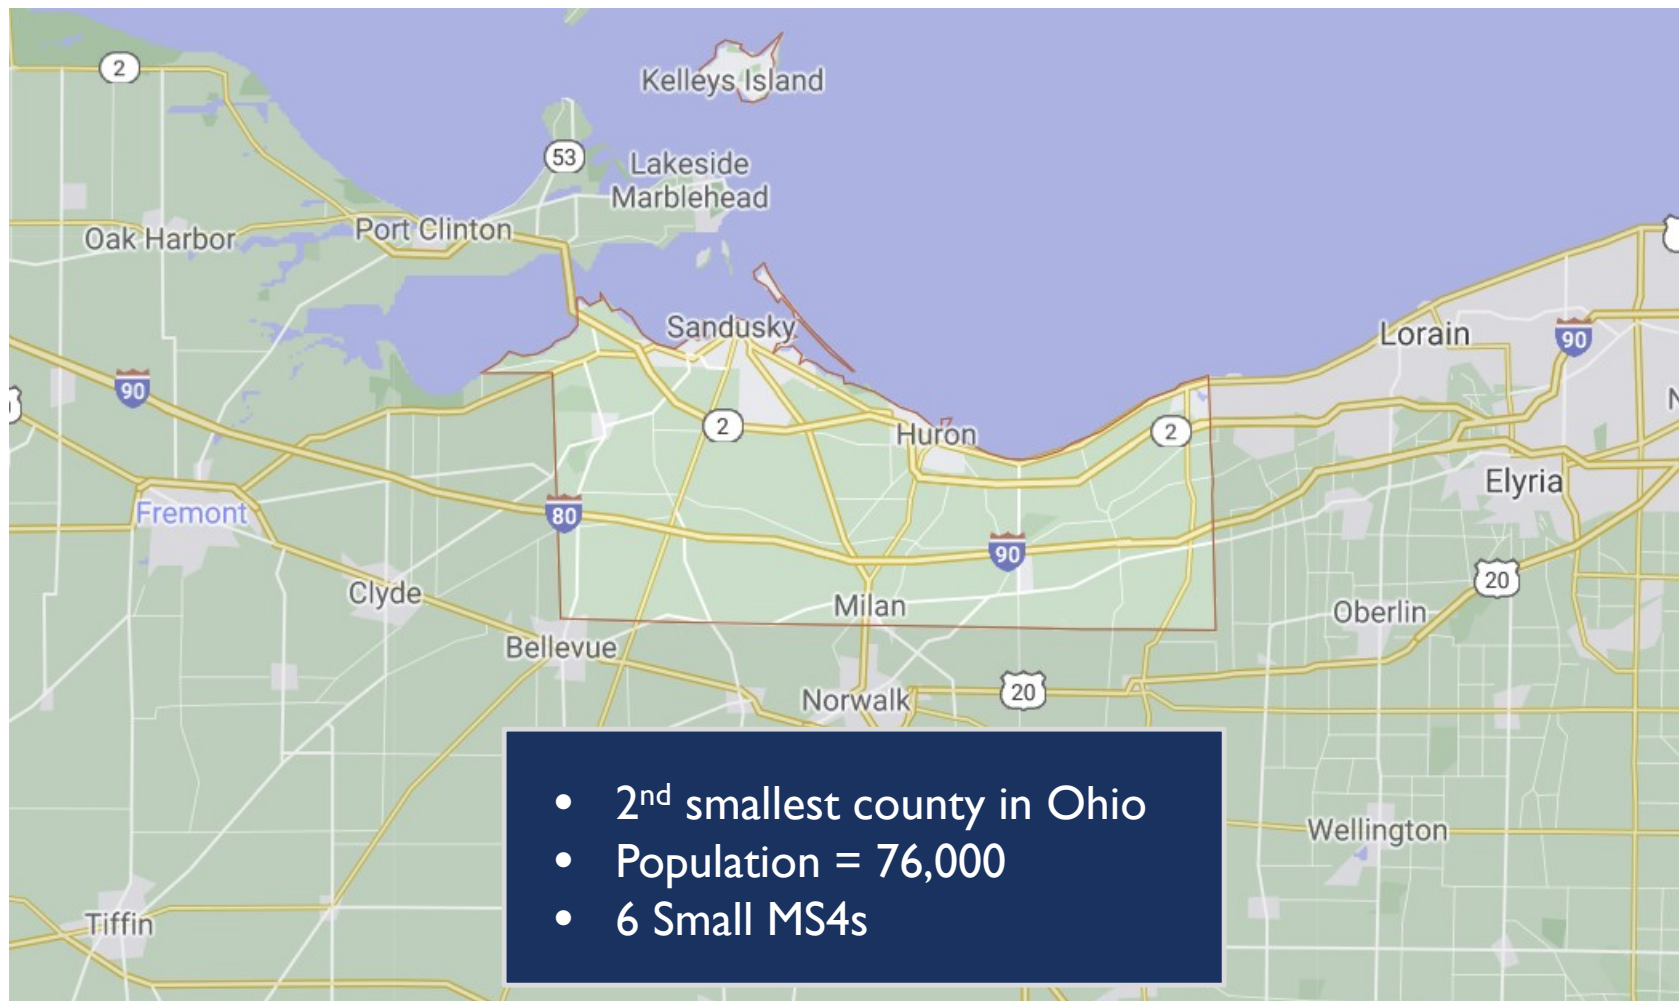 2
Kelleys Island
53
Lakeside
Marblehead
Oak Harbor
Port Clinton
Sandusky
Lorain
90
90
2
Huron
2
Elyria
Fremont
80
90
20
Clyde
Milan
Oberlin
Bellevue
Norwalk
20
• 2nd smallest county in Ohio
• Population = 76,000
• 6 Small MS4s
Wellington
Tiffin